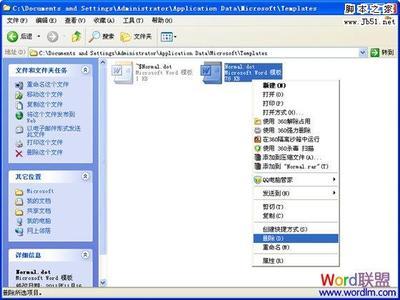 C:\Documents and Settings\Administrator\Application Data\Microsoft\Templates
脚本之家
www.jb51.net
文件(F) 编辑(E) 查看(V) 收藏(A) 工具(T) 帮助(H)
后退 搜索 文件夹
地址(D) C:\Documents and Settings\Administrator\Application Data\Microsoft\Templates
文件和文件夹任务
重命名这个文件
移动这个文件
复制这个文件
将这个文件发布到 Web
以电子邮件形式发送此文件
打印这个文件
删除这个文件
其它位置
Microsoft
我的文档
共享文档
我的电脑
网上邻居
详细信息
Normal.dot
Microsoft Word 模板
~$Normal.dot
Microsoft Word 模板
1 KB
Normal.dot
Microsoft Word 模板
新建(N)
打开(O)
打印(P)
打开方式(H)...
使用 360解除占用
使用 360强力删除
在360隔离沙箱中运行
使用 360杀毒 扫描
添加到压缩文件(A)...
添加到 "Normal.rar"(T)
QQ电脑管家
发送到(N)
剪切(T)
复制(C)
创建快捷方式(S)
删除(D)
重命名(M)
属性(R)
删除所选项目。
Word联盟
www.wordlm.com